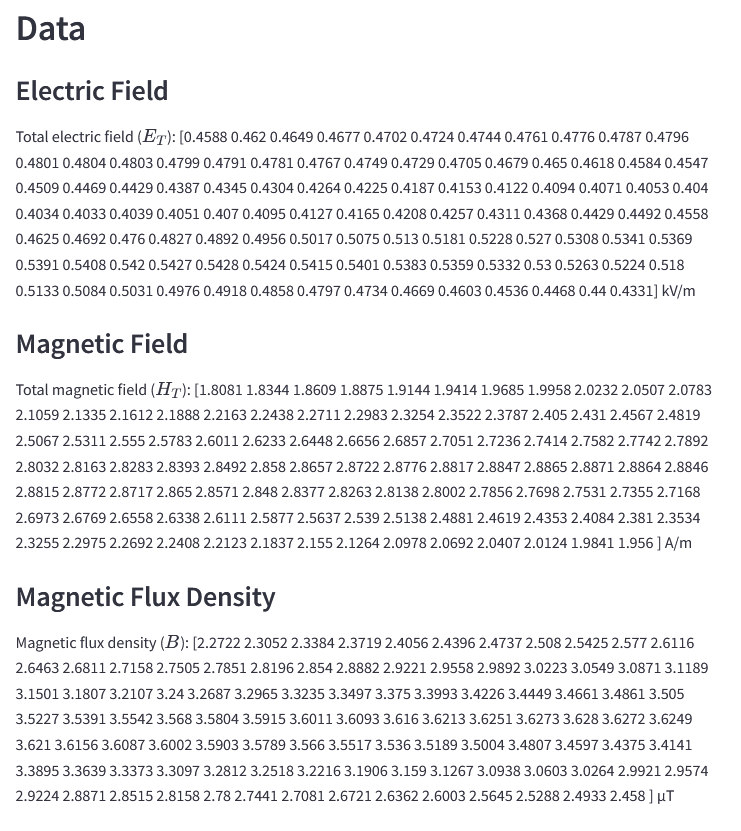 Data
Electric Field
Total electric field (E_T): [0.4588 0.462 0.4649 0.4677 0.4702 0.4724 0.4744 0.4761 0.4776 0.4787 0.4796
0.4801 0.4804 0.4803 0.4799 0.4791 0.4781 0.4767 0.4749 0.4729 0.4705 0.4679 0.465 0.4618 0.4584 0.4547
0.4509 0.4469 0.4429 0.4387 0.4345 0.4304 0.4264 0.4225 0.4187 0.4153 0.4122 0.4094 0.4071 0.4053 0.404
0.4034 0.4033 0.4039 0.4051 0.407 0.4095 0.4127 0.4165 0.4208 0.4257 0.4311 0.4368 0.4429 0.4492 0.4558
0.4625 0.4692 0.476 0.4827 0.4892 0.4956 0.5017 0.5075 0.513 0.5181 0.5228 0.527 0.5308 0.5341 0.5369
0.5391 0.5408 0.542 0.5427 0.5428 0.5424 0.5415 0.5401 0.5383 0.5359 0.5332 0.53 0.5263 0.5224 0.518
0.5133 0.5084 0.5031 0.4976 0.4918 0.4858 0.4797 0.4734 0.4669 0.4603 0.4536 0.4468 0.44 0.4331] kV/m
Magnetic Field
Total magnetic field (H_T): [1.8081 1.8344 1.8609 1.8875 1.9144 1.9414 1.9685 1.9958 2.0232 2.0507 2.0783
2.1059 2.1335 2.1612 2.1888 2.2163 2.2438 2.2711 2.2983 2.3254 2.3522 2.3787 2.405 2.431 2.4567 2.4819
2.5067 2.5311 2.555 2.5783 2.6011 2.6233 2.6448 2.6656 2.6857 2.7051 2.7236 2.7414 2.7582 2.7742 2.7892
2.8032 2.8163 2.8283 2.8393 2.8492 2.858 2.8657 2.8722 2.8776 2.8817 2.8847 2.8865 2.8871 2.8864 2.8846
2.8815 2.8772 2.8717 2.865 2.8571 2.848 2.8377 2.8263 2.8138 2.8002 2.7856 2.7698 2.7531 2.7355 2.7168
2.6973 2.6769 2.6558 2.6338 2.6111 2.5877 2.5637 2.539 2.5138 2.4881 2.4619 2.4353 2.4084 2.381 2.3534
2.3255 2.2975 2.2692 2.2408 2.2123 2.1837 2.155 2.1264 2.0978 2.0692 2.0407 2.0124 1.9841 1.956 ] A/m
Magnetic Flux Density
Magnetic flux density (B): [2.2722 2.3052 2.3384 2.3719 2.4056 2.4396 2.4737 2.508 2.5425 2.577 2.6116
2.6463 2.6811 2.7158 2.7505 2.7851 2.8196 2.854 2.8882 2.9221 2.9558 2.9892 3.0223 3.0549 3.0871 3.1189
3.1501 3.1807 3.2107 3.24 3.2687 3.2965 3.3235 3.3497 3.375 3.3993 3.4226 3.4449 3.4661 3.4861 3.505
3.5227 3.5391 3.5542 3.568 3.5804 3.5915 3.6011 3.6093 3.616 3.6213 3.6251 3.6273 3.628 3.6272 3.6249
3.621 3.6156 3.6087 3.6002 3.5903 3.5789 3.566 3.5517 3.536 3.5189 3.5004 3.4807 3.4597 3.4375 3.4141
3.3895 3.3639 3.3373 3.3097 3.2812 3.2518 3.2216 3.1906 3.159 3.1267 3.0938 3.0603 3.0264 2.9921 2.9574
2.9224 2.8871 2.8515 2.8158 2.78 2.7441 2.7081 2.6721 2.6362 2.6003 2.5645 2.5288 2.4933 2.458 ] μT